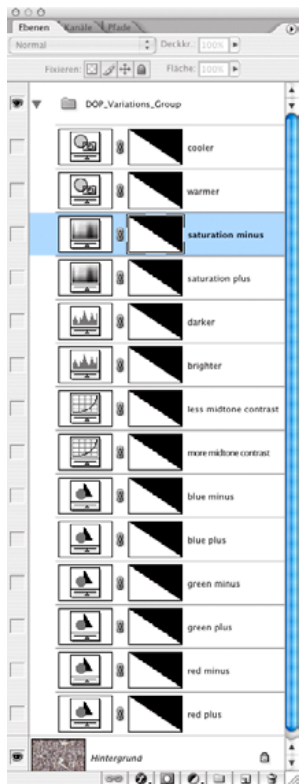 Ebenen Kanäle Pfade
Normal Deckkr.: 100%
Fixieren: Fläche: 100%
DOP_Variations_Group
cooler
warmer
saturation minus
saturation plus
darker
brighter
less midtone contrast
more midtone contrast
blue minus
blue plus
green minus
green plus
red minus
red plus
Hintergrund